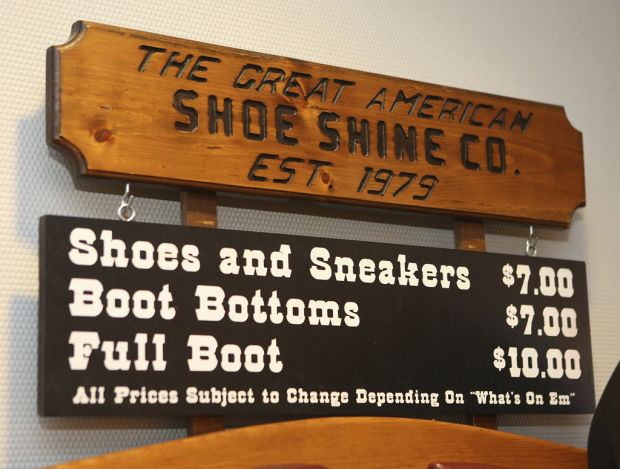 THE GREAT AMERICAN
SHOE SHINE CO.
EST. 1979
Shoes and Sneakers $7.00
Boot Bottoms $7.00
Full Boot $10.00
All Prices Subject to Change Depending On "What's On Em"